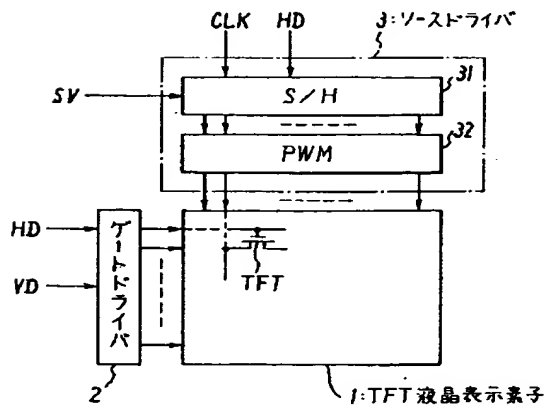 CLK HD
3:ソースドライバ
31
SV
S/H
32
PWM
HD
VD
ゲートドライバ
TFT
2
1:TFT液晶表示素子